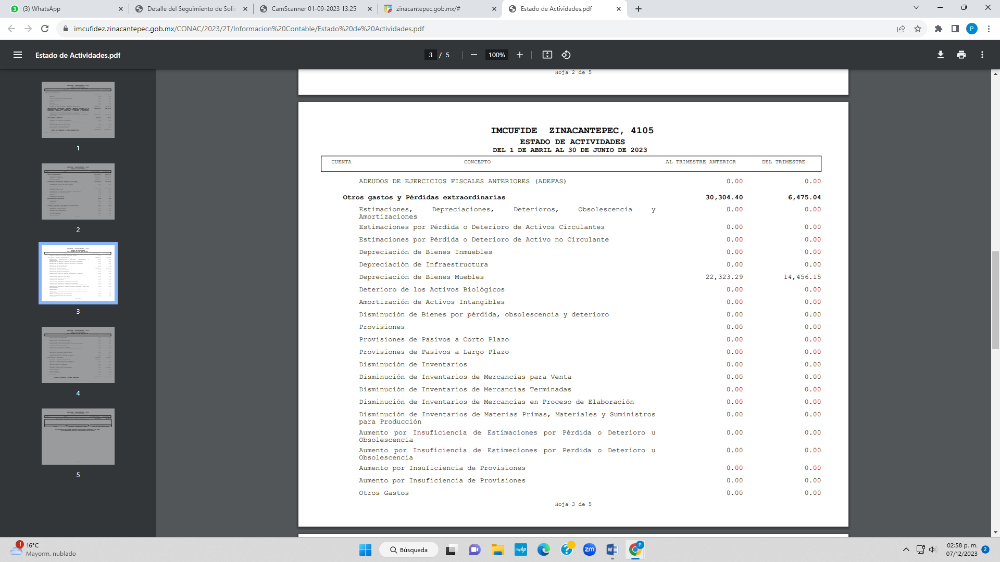 (3) WhatsApp
Detalle del Seguimiento de Solic
CamScanner 01-09-2023 13.25
zinacantepec.gob.mx/#
Estado de Actividades.pdf
imcufidez.zinacantepec.gob.mx/CONAC/2023/2T/Informacion%20Contable/Estado%20de%20Actividades.pdf
P
Estado de Actividades.pdf
3 / 5
100%
1
2
3
4
5
Hoja 2 de 5
IMCUFIDE ZINACANTEPEC, 4105
ESTADO DE ACTIVIDADES
DEL 1 DE ABRIL AL 30 DE JUNIO DE 2023
CUENTA CONCEPTO AL TRIMESTRE ANTERIOR DEL TRIMESTRE
ADEUDOS DE EJERCICIOS FISCALES ANTERIORES (ADEFAS) 0.00 0.00
Otros gastos y Pérdidas extraordinarias 30,304.40 6,475.04
Estimaciones, Depreciaciones, Deterioros, Obsolescencia y 0.00 0.00
Amortizaciones
Estimaciones por Pérdida o Deterioro de Activos Circulantes 0.00 0.00
Estimaciones por Pérdida o Deterioro de Activo no Circulante 0.00 0.00
Depreciación de Bienes Inmuebles 0.00 0.00
Depreciación de Infraestructura 0.00 0.00
Depreciación de Bienes Muebles 22,323.29 14,456.15
Deterioro de los Activos Biológicos 0.00 0.00
Amortización de Activos Intangibles 0.00 0.00
Disminución de Bienes por pérdida, obsolescencia y deterioro 0.00 0.00
Provisiones 0.00 0.00
Provisiones de Pasivos a Corto Plazo 0.00 0.00
Provisiones de Pasivos a Largo Plazo 0.00 0.00
Disminución de Inventarios 0.00 0.00
Disminución de Inventarios de Mercancías para Venta 0.00 0.00
Disminución de Inventarios de Mercancías Terminadas 0.00 0.00
Disminución de Inventarios de Mercancías en Proceso de Elaboración 0.00 0.00
Disminución de Inventarios de Materias Primas, Materiales y Suministros 0.00 0.00
para Producción
Aumento por Insuficiencia de Estimaciones por Pérdida o Deterioro u 0.00 0.00
Obsolescencia
Aumento por Insuficiencia de Estimeciones por Perdida o Deterioro u 0.00 0.00
Obsolescencia
Aumento por Insuficiencia de Provisiones 0.00 0.00
Aumento por Insuficiencia de Provisiones 0.00 0.00
Otros Gastos 0.00 0.00
Hoja 3 de 5
1
16°C
Mayorm. nublado
Búsqueda
myhp
zm
W
P
02:58 p. m.
07/12/2023
2